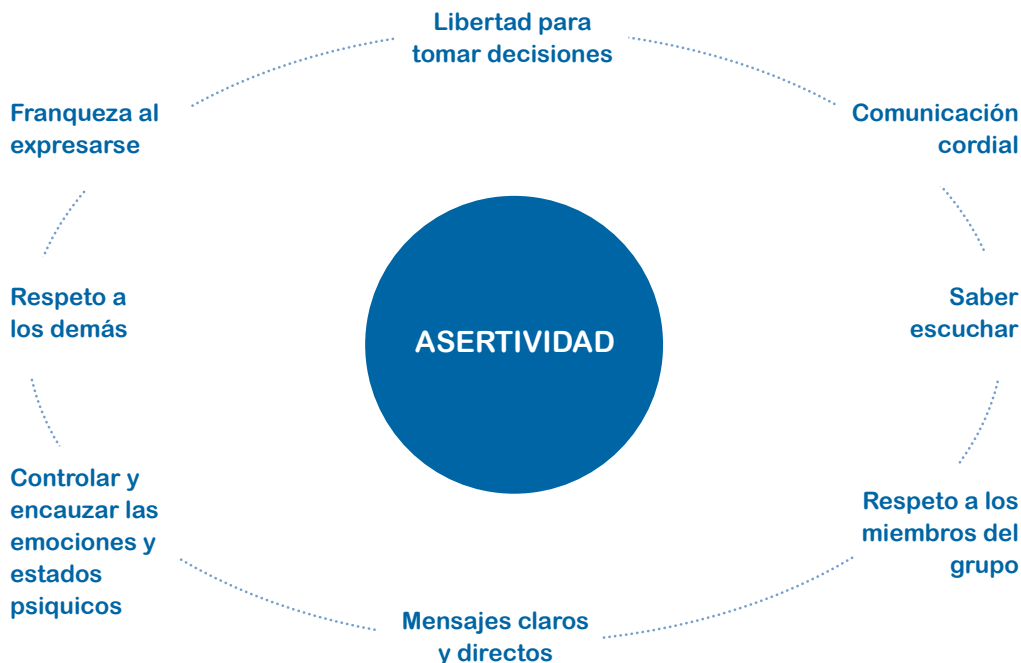 Libertad para
tomar decisiones
Comunicación
cordial
Saber
escuchar
Respeto a los
miembros del
grupo
Mensajes claros
y directos
Controlar y
encauzar las
emociones y
estados
psiquicos
Respeto a
los demás
Franqueza al
expresarse
ASERTIVIDAD